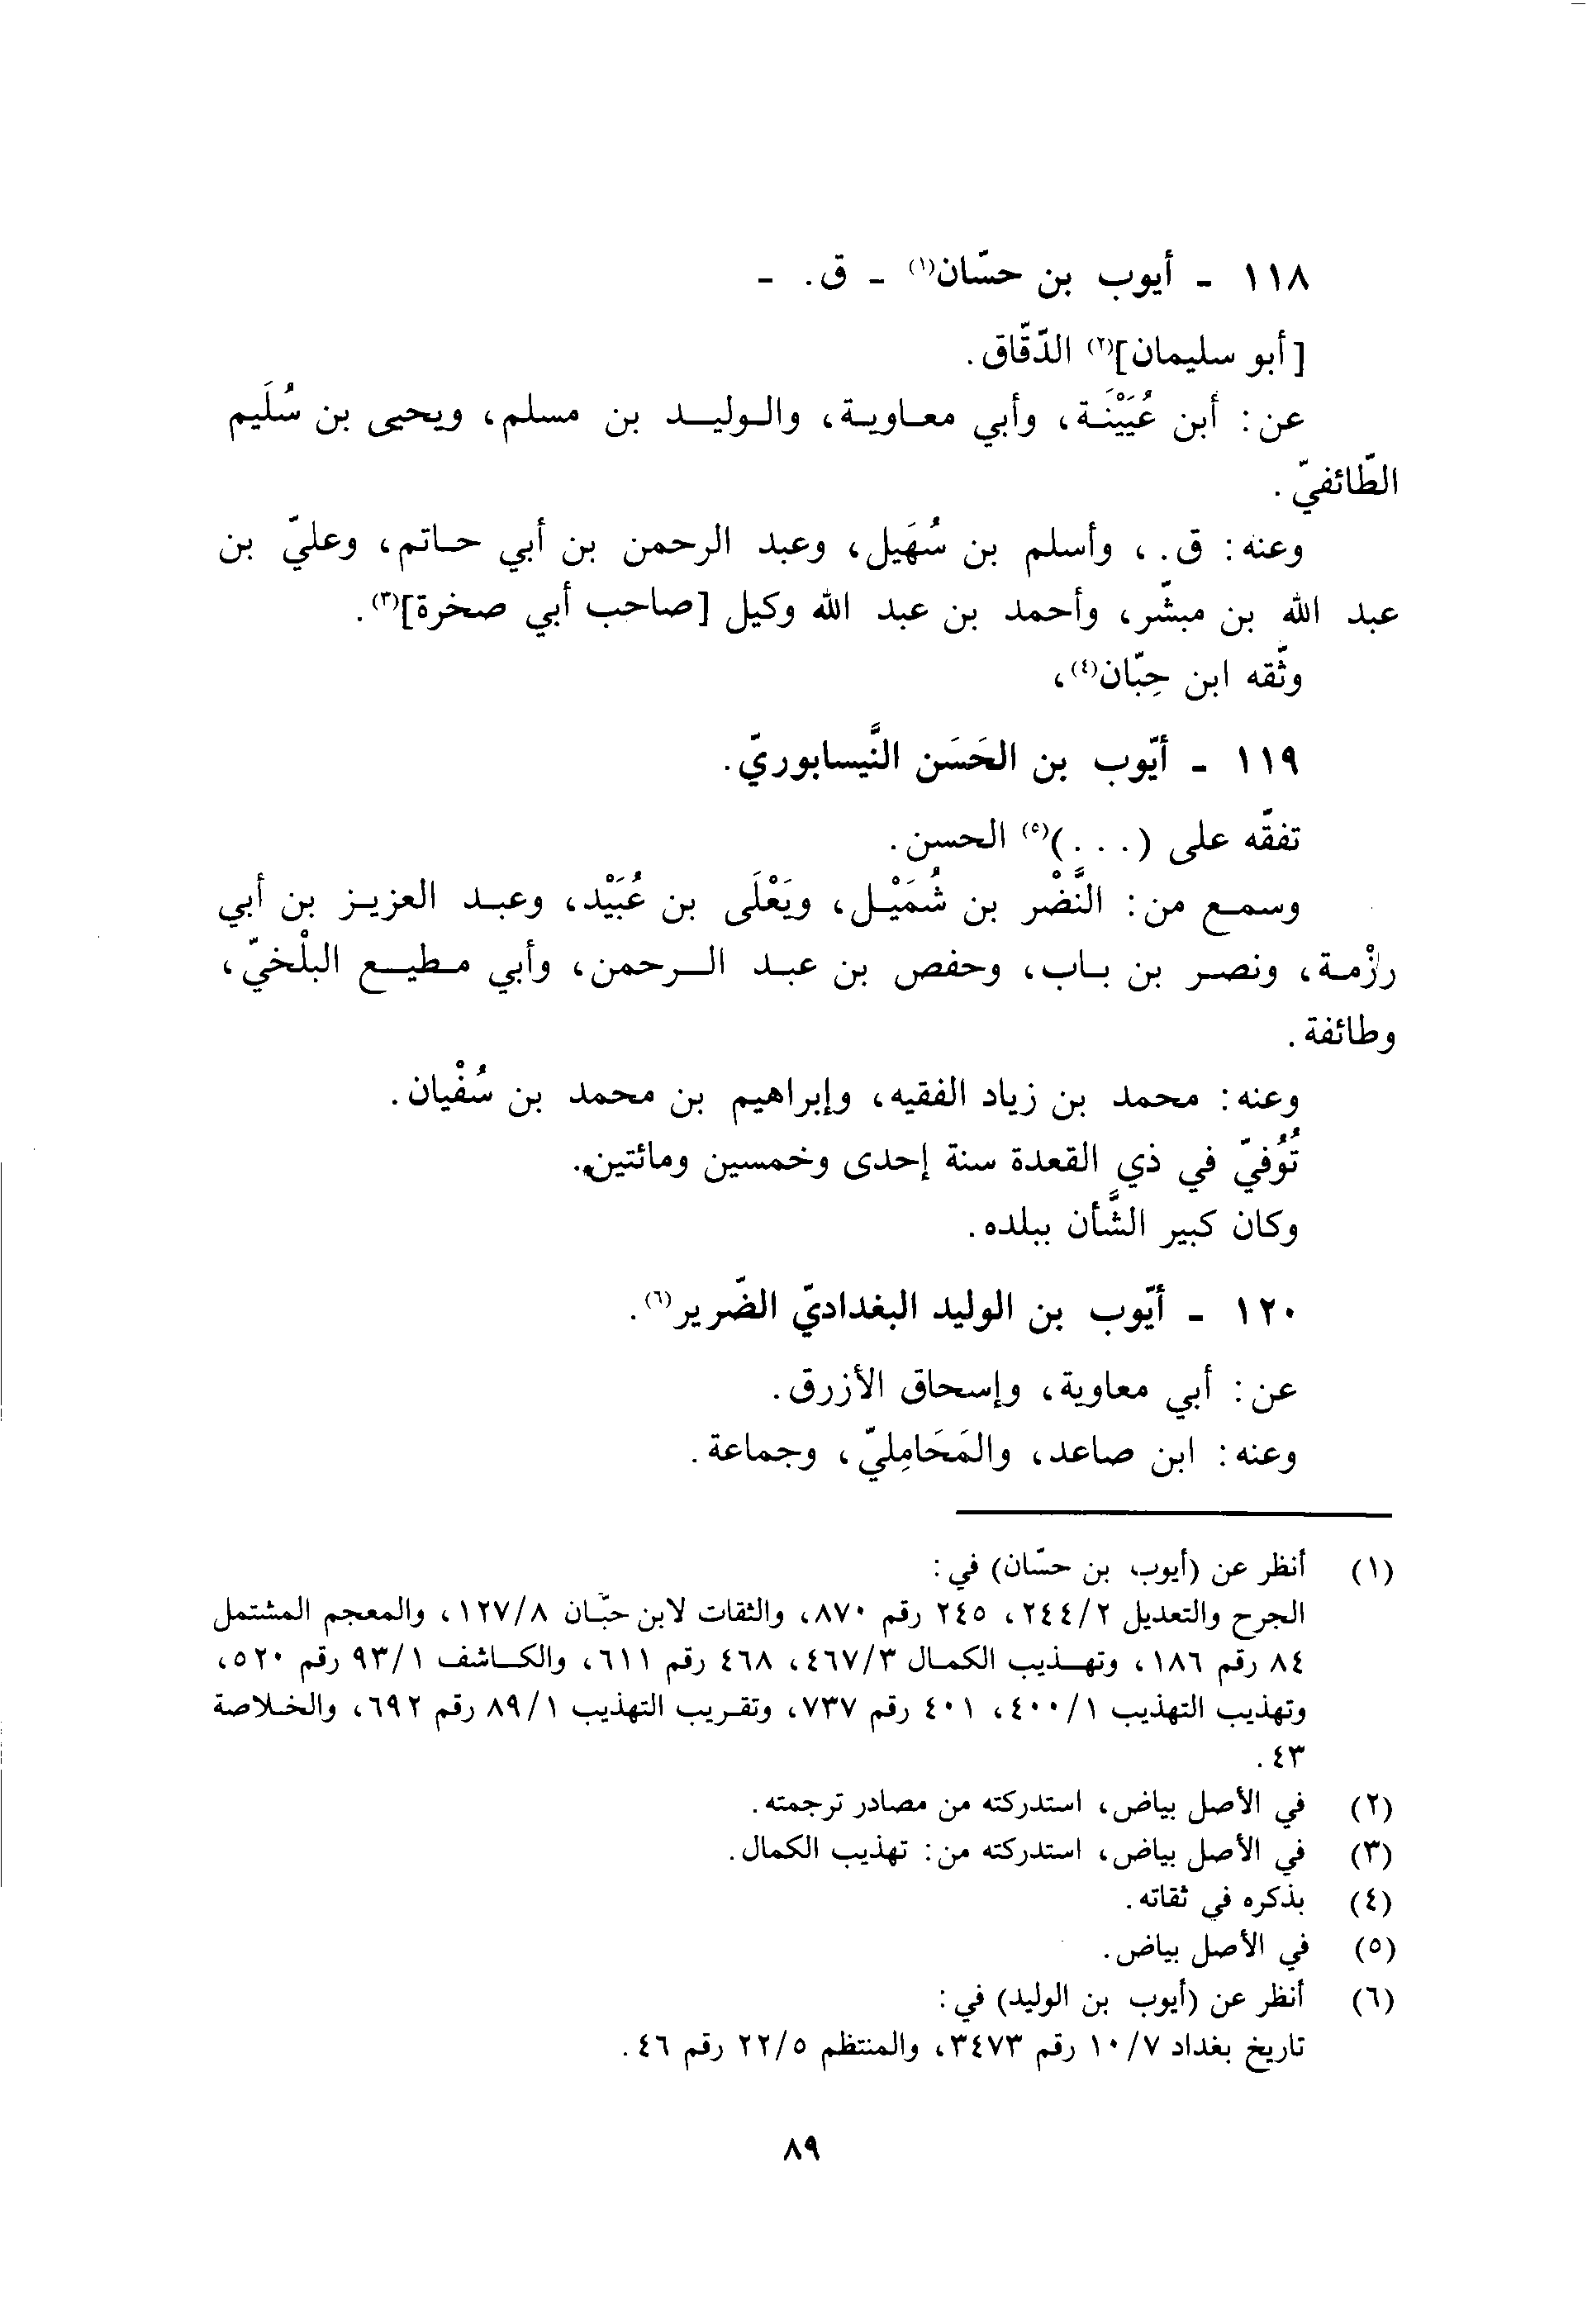 ١١٨ - أيوب بن حسّان(١) - ق. -
[أبو سليمان](٢) الدّقّاق.
عن: أبن عُيَيْنَة، وأبي معاوية، والوليد بن مسلم، ويحيى بن سُلَيم
الطّائفيّ.
وعنه: ق.، وأسلم بن سُهَيل، وعبد الرحمن بن أبي حاتم، وعليّ بن
عبد الله بن مبشّر، وأحمد بن عبد الله وكيل [صاحب أبي صخرة](٣).
وثّقه ابن حِبّان(٤)،
١١٩ - أيّوب بن الحَسَن النَّيسابوريّ.
تفقّه على (...)(٥) الحسن.
وسمع من: النَّضْر بن شُمَيْل، ويَعْلَى بن عُبَيْد، وعبد العزيز بن أبي
رزْمة، ونصر بن باب، وحفص بن عبد الرحمن، وأبي مطيع البلْخيّ،
وطائفة.
وعنه: محمد بن زياد الفقيه، وإبراهيم بن محمد بن سُفْيان.
تُوُفيّ في ذي القعدة سنة إحدى وخمسين ومائتين.
وكان كبير الشَّأن ببلده.
١٢٠ - أيّوب بن الوليد البغداديّ الضّرير(٦).
عن: أبي معاوية، وإسحاق الأزرق.
وعنه: ابن صاعد، والمَحَامِليّ، وجماعة.
(١) أنظر عن (أيوب بن حسّان) في:
الجرح والتعديل ٢٤٤/٢، ٢٤٥ رقم ٨٧٠، والثقات لابن حبّان ١٢٧/٨، والمعجم المشتمل
٨٤ رقم ١٨٦، وتهذيب الكمال ٤٦٧/٣، ٤٦٨ رقم ٦١١، والكاشف ٩٣/١ رقم ٥٢٠،
وتهذيب التهذيب ٤٠٠/١، ٤٠١ رقم ٧٣٧، وتقريب التهذيب ٨٩/١ رقم ٦٩٢، والخلاصة
٤٣.
(٢) في الأصل بياض، استدركته من مصادر ترجمته.
(٣) في الأصل بياض، استدركته من: تهذيب الكمال.
(٤) بذكره في ثقاته.
(٥) في الأصل بياض.
(٦) أنظر عن (أيوب بن الوليد) في:
تاريخ بغداد ١٠/٧ رقم ٣٤٧٣، والمنتظم ٢٢/٥ رقم ٤٦.
٨٩